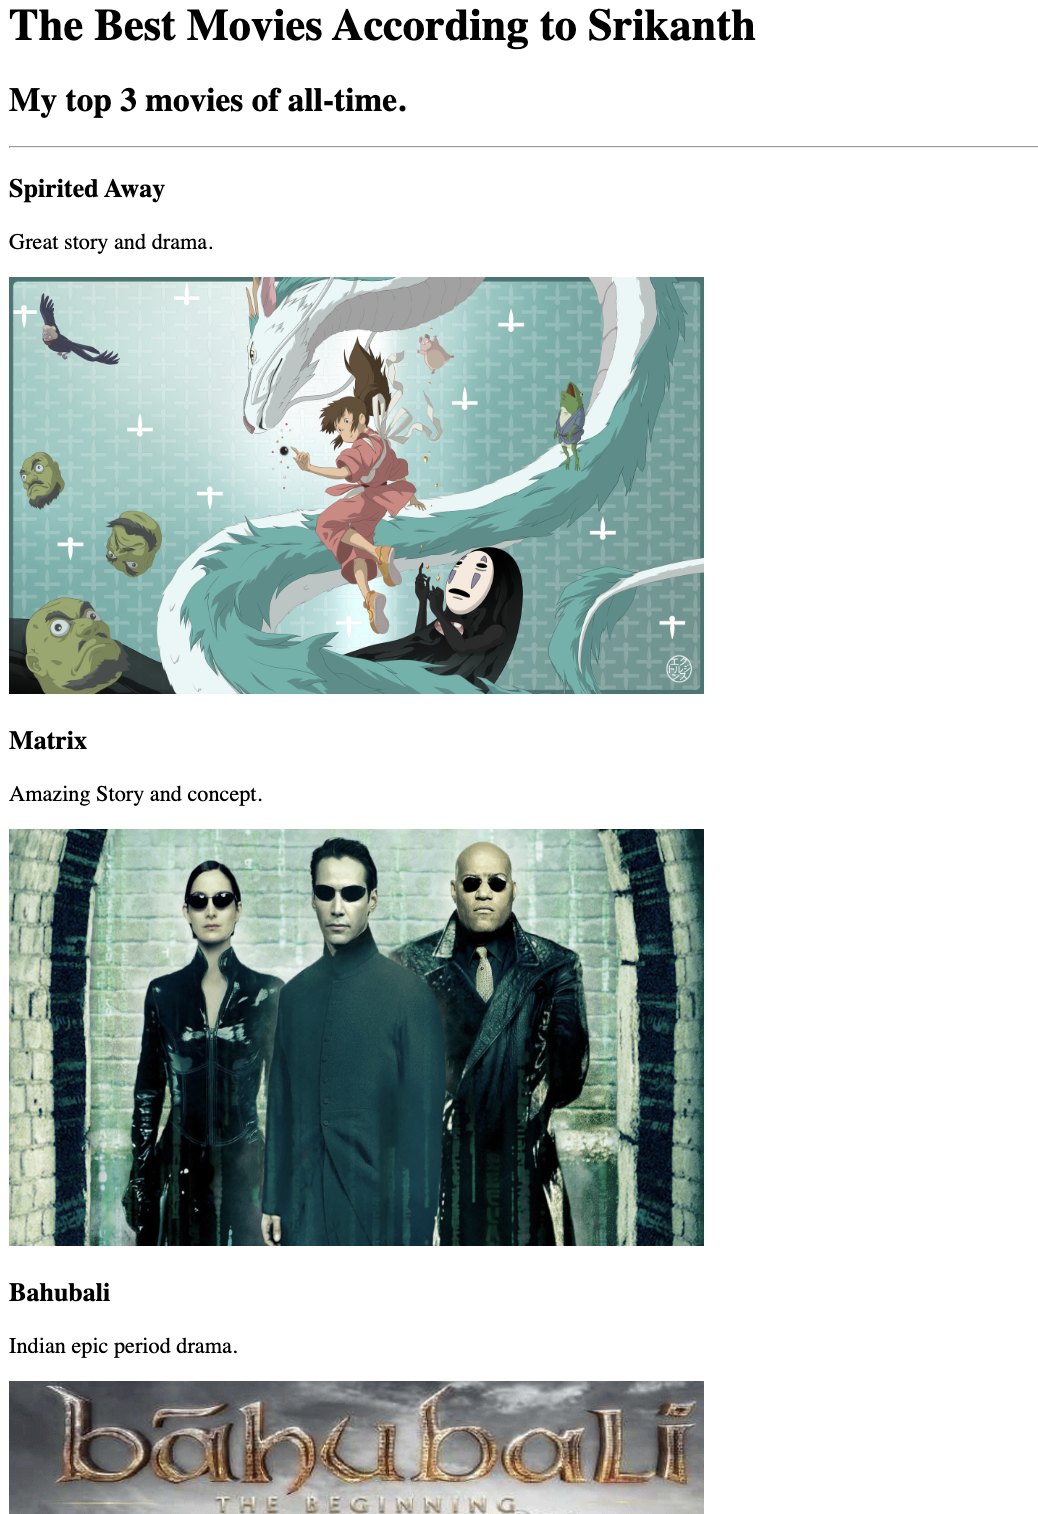 The Best Movies According to Srikanth
My top 3 movies of all-time.
Spirited Away
Great story and drama.
Matrix
Amazing Story and concept.
Bahubali
Indian epic period drama.
bāhubali
THE BEGINNING